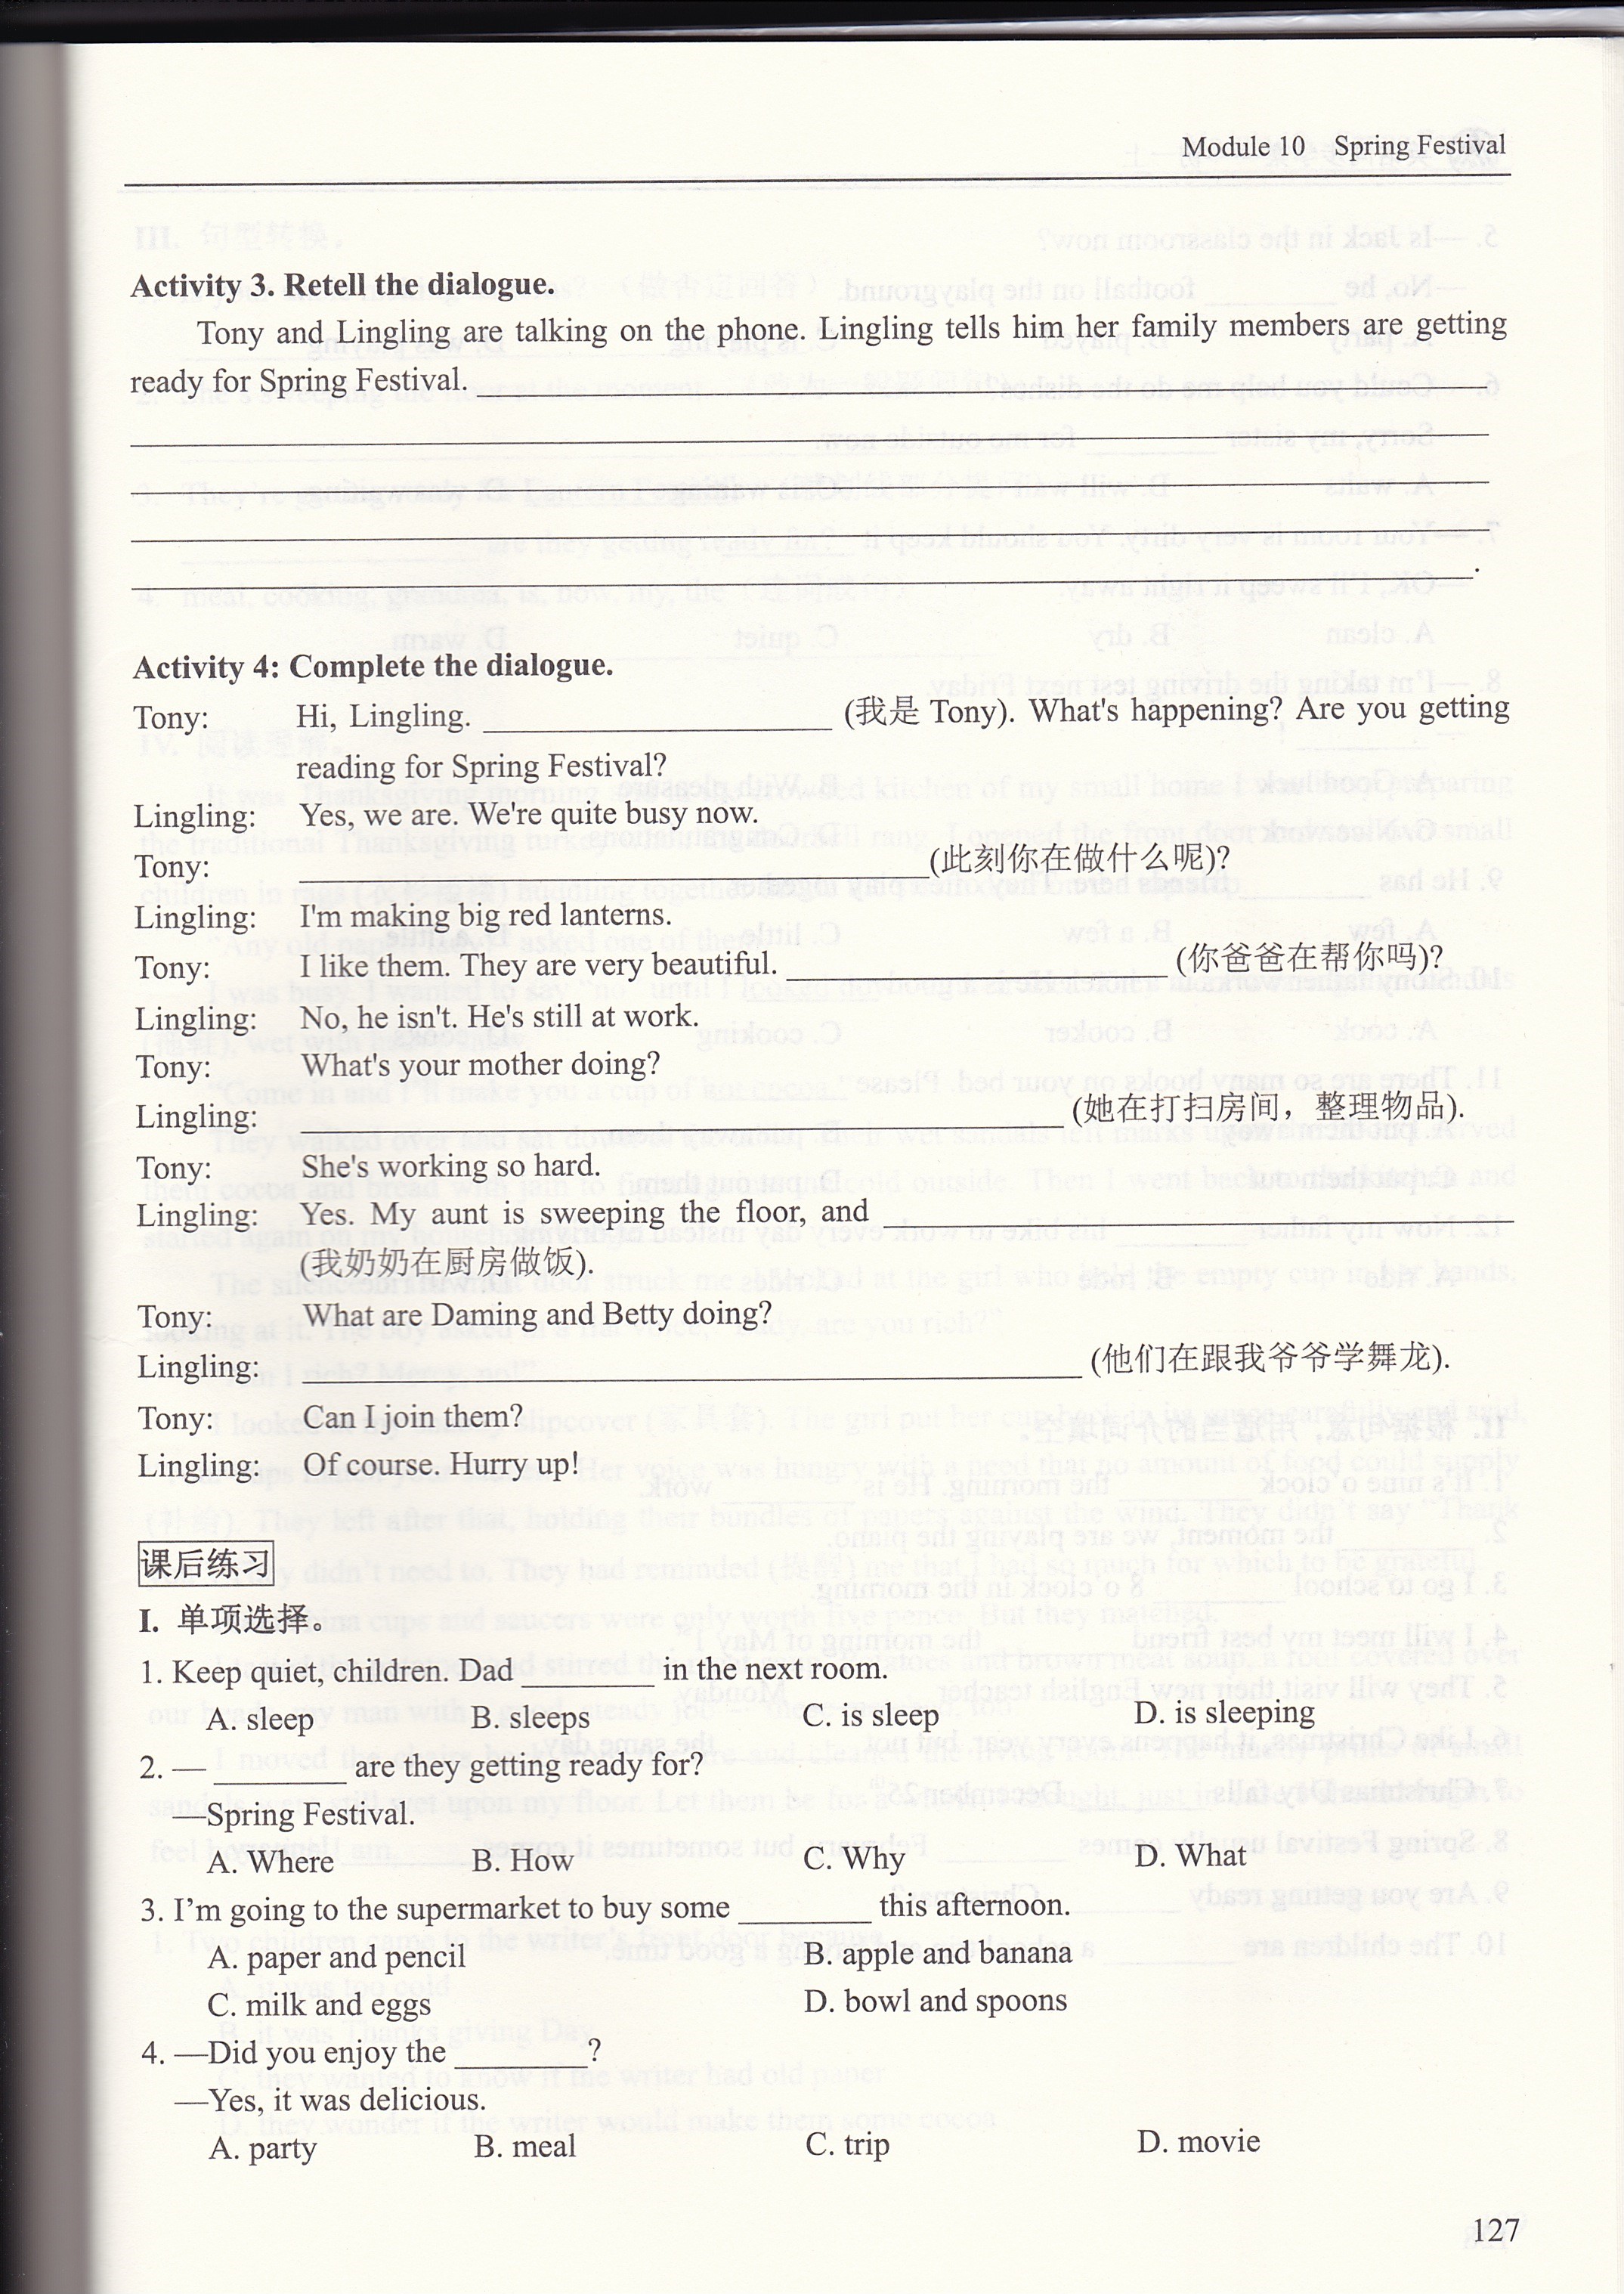 Module 10 Spring Festival
Activity 3. Retell the dialogue.
Tony and Lingling are talking on the phone. Lingling tells him her family members are getting
ready for Spring Festival. ____________
____________
____________
____________
____________.
Activity 4: Complete the dialogue.
Tony: Hi, Lingling. ____________ (我是 Tony). What's happening? Are you getting
reading for Spring Festival?
Lingling: Yes, we are. We're quite busy now.
Tony: ____________(此刻你在做什么呢)?
Lingling: I'm making big red lanterns.
Tony: I like them. They are very beautiful. ____________ (你爸爸在帮你吗)?
Lingling: No, he isn't. He's still at work.
Tony: What's your mother doing?
Lingling: ____________ (她在打扫房间，整理物品).
Tony: She's working so hard.
Lingling: Yes. My aunt is sweeping the floor, and ____________
(我奶奶在厨房做饭).
Tony: What are Daming and Betty doing?
Lingling: ____________ (他们在跟我爷爷学舞龙).
Tony: Can I join them?
Lingling: Of course. Hurry up!
课后练习
I. 单项选择。
1. Keep quiet, children. Dad ________ in the next room.
A. sleep B. sleeps C. is sleep D. is sleeping
2. — ________ are they getting ready for?
—Spring Festival.
A. Where B. How C. Why D. What
3. I'm going to the supermarket to buy some ________ this afternoon.
A. paper and pencil B. apple and banana
C. milk and eggs D. bowl and spoons
4. —Did you enjoy the ________?
—Yes, it was delicious.
A. party B. meal C. trip D. movie
127